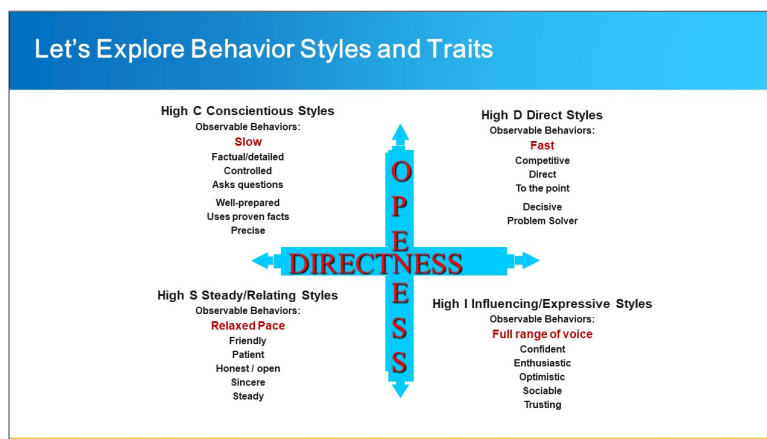 Let's Explore Behavior Styles and Traits
High C Conscientious Styles
Observable Behaviors:
Slow
Factual/detailed
Controlled
Asks questions
Well-prepared
Uses proven facts
Precise
High D Direct Styles
Observable Behaviors:
Fast
Competitive
Direct
To the point
Decisive
Problem Solver
OPENESS
DIRECTNESS
High S Steady/Relating Styles
Observable Behaviors:
Relaxed Pace
Friendly
Patient
Honest / open
Sincere
Steady
High I Influencing/Expressive Styles
Observable Behaviors:
Full range of voice
Confident
Enthusiastic
Optimistic
Sociable
Trusting